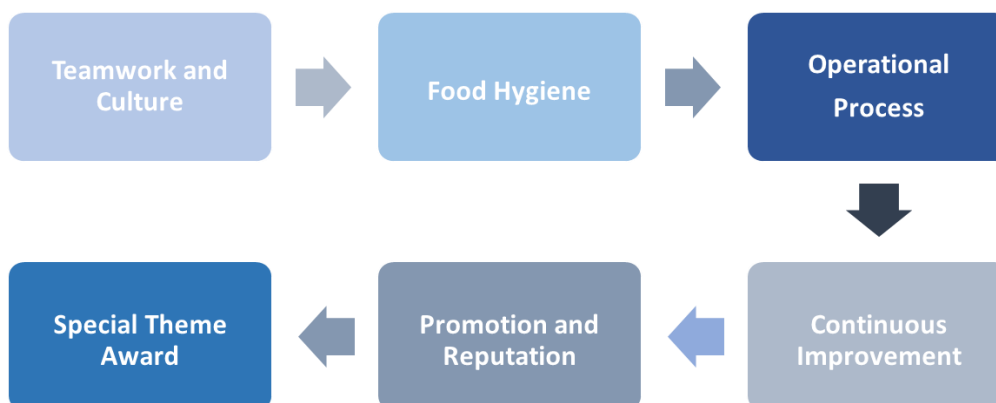 Teamwork and
Culture
Food Hygiene
Operational
Process
Continuous
Improvement
Promotion and
Reputation
Special Theme
Award